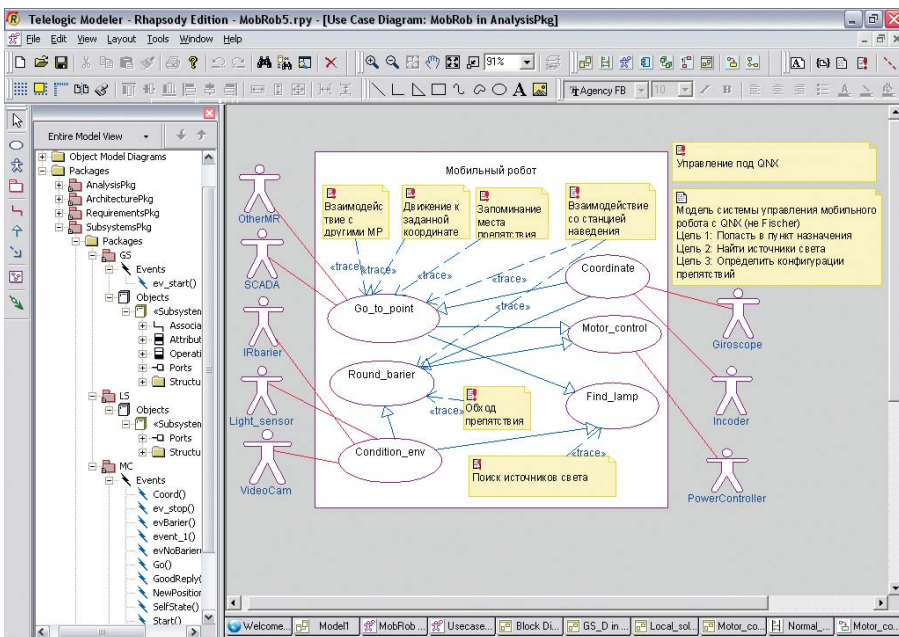 Telelogic Modeler - Rhapsody Edition - MobRob5.rpy - [Use Case Diagram: MobRob in AnalysisPkg]
File Edit View Layout Tools Window Help
91%
Agency FB 10 B
Entire Model View
Object Model Diagrams
Packages
AnalysisPkg
ArchitecturePkg
RequirementsPkg
SubsystemsPkg
Packages
GS
Events
ev_start()
Objects
«Subsystem
Associa
Attribut
Operati
Ports
Structu
LS
Objects
«Subsystem
Ports
Structu
MC
Events
Coord()
ev_stop()
evBarier()
event_1()
evNoBarier(
Go()
GoodReply(
NewPosition
SelfState()
Start()
OtherMR
SCADA
IRbarier
Light_sensor
VideoCam
Мобильный робот
Взаимодейс
твие с
другими МР
Движение к
заданной
координате
Запоминание
места
препятствия
Взаимодействие
со станцией
наведения
«trace»
«trace»
«trace»
«trace»
«trace»
Go_to_point
Coordinate
Motor_control
Round_barier
Find_lamp
Condition_env
«trace»
Обход
препятствия
«trace»
Поиск источников света
Giroscope
Incoder
PowerController
Управление под QNX
Модель системы управления мобильного
робота с QNX (не Fischer)
Цель 1: Попасть в пункт назначения
Цель 2: Найти источники света
Цель 3: Определить конфигурации
препятствий
Welcome... Model1 MobRob ... Usecase... Block Di... GS_D in ... Local_sol... Motor_co... Normal_... Motor_co...